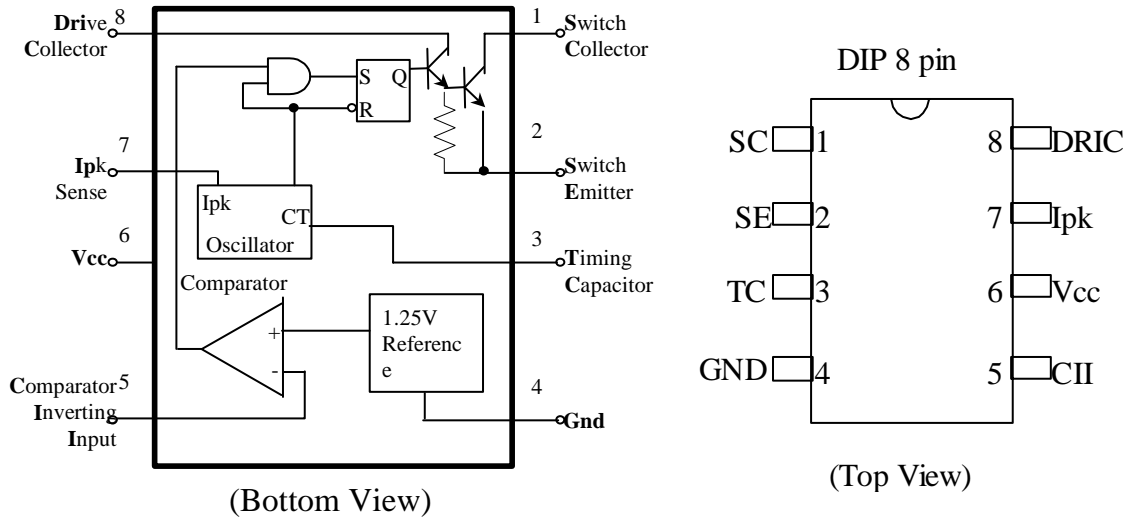 Drive 8
Collector
1 Switch
Collector
S Q
R
7
Ipk
Sense
2
Switch
Emitter
Ipk
CT
Oscillator
6
Vcc
3
Timing
Capacitor
Comparator
+
-
1.25V
Referenc
e
Comparator 5
Inverting
Input
4
Gnd
(Bottom View)
DIP 8 pin
SC 1 8 DRIC
SE 2 7 Ipk
TC 3 6 Vcc
GND 4 5 CII
(Top View)